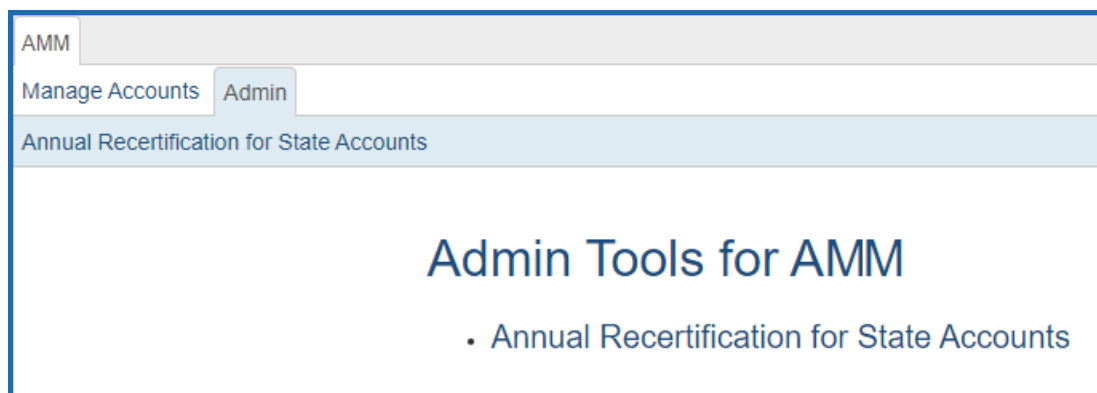 AMM
Manage Accounts Admin
Annual Recertification for State Accounts
Admin Tools for AMM
• Annual Recertification for State Accounts